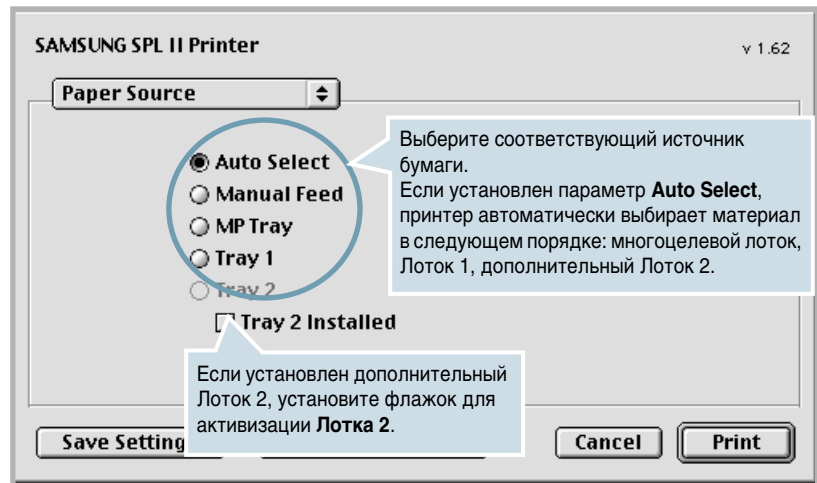 SAMSUNG SPL II Printer
v 1.62
Paper Source
Auto Select
Manual Feed
MP Tray
Tray 1
Tray 2
Tray 2 Installed
Выберите соответствующий источник
бумаги.
Если установлен параметр Auto Select,
принтер автоматически выбирает материал
в следующем порядке: многоцелевой лоток,
Лоток 1, дополнительный Лоток 2.
Если установлен дополнительный
Лоток 2, установите флажок для
активизации Лотка 2.
Save Setting
Cancel
Print